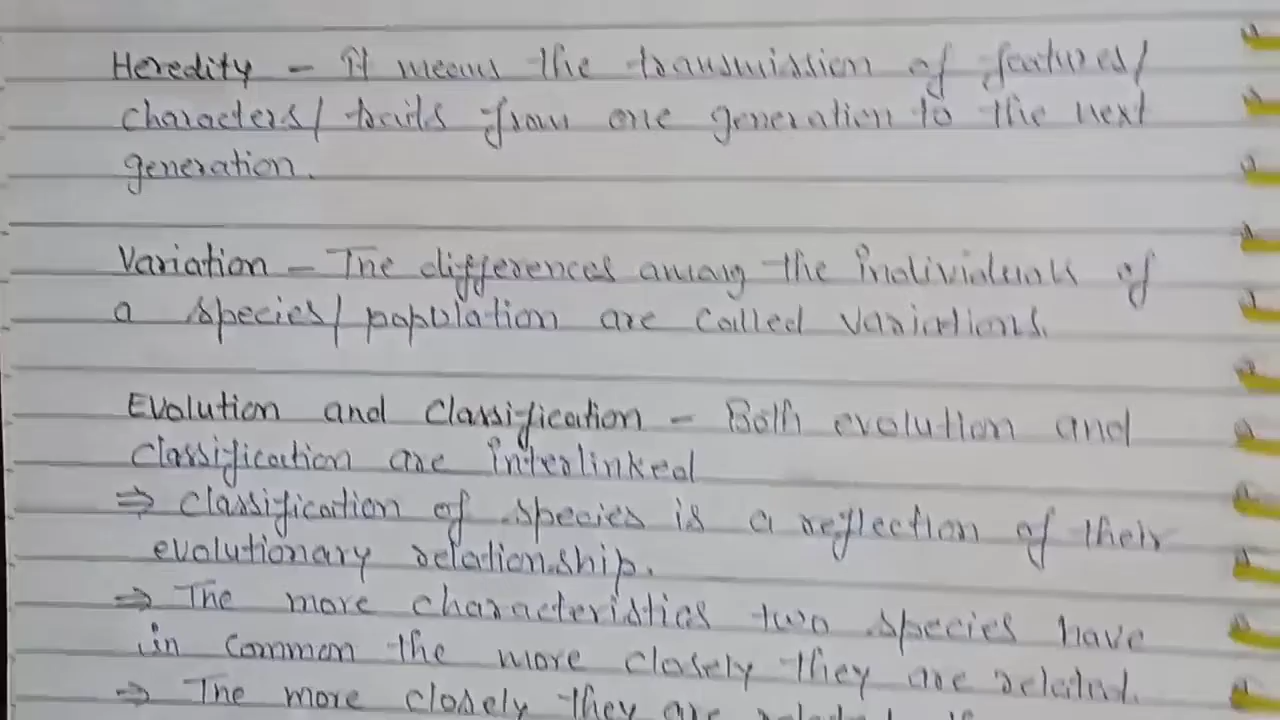 Heredity - It means the transmission of features/
characters/ traits from one generation to the next
generation.
Variation - The differences among the individuals of
a species/ population are called variations.
Evolution and Classification - Both evolution and
classification are interlinked
⇒ classification of species is a reflection of their
evolutionary relationship.
⇒ The more characteristics two species have
in common the more closely they are related.
⇒ The more closely they are related